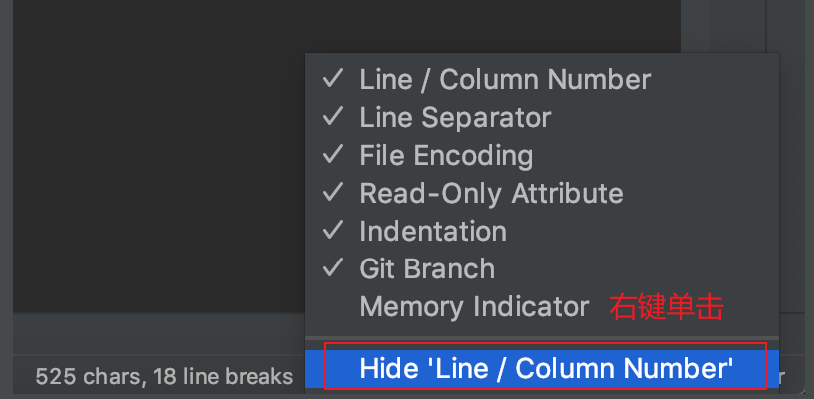 Line / Column Number
Line Separator
File Encoding
Read-Only Attribute
Indentation
Git Branch
Memory Indicator 右键单击
Hide 'Line / Column Number'
525 chars, 18 line breaks